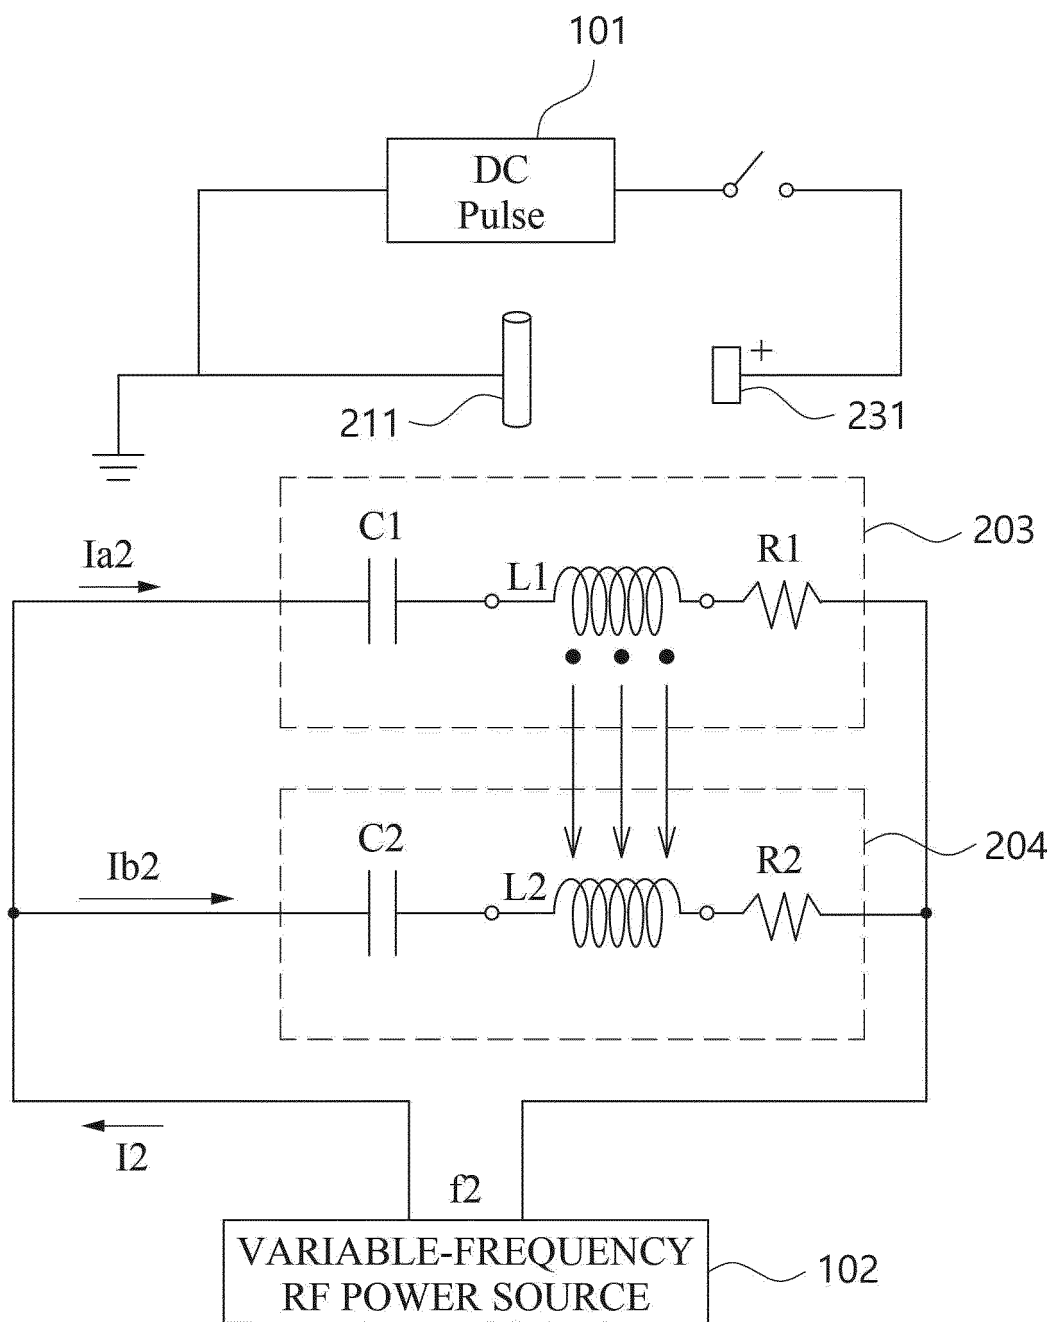 101
DC
Pulse
+
211
231
C1
203
Ia2
L1
R1
C2
204
Ib2
L2
R2
I2
f2
VARIABLE-FREQUENCY
RF POWER SOURCE
102